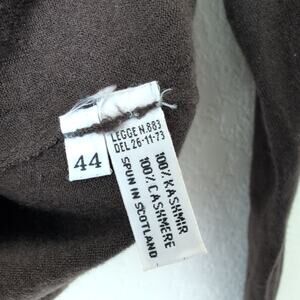 44
LEGGE N.883
DEL 26-11-73
100% KASHMIR
100% CASHMERE
SPUN IN SCOTLAND